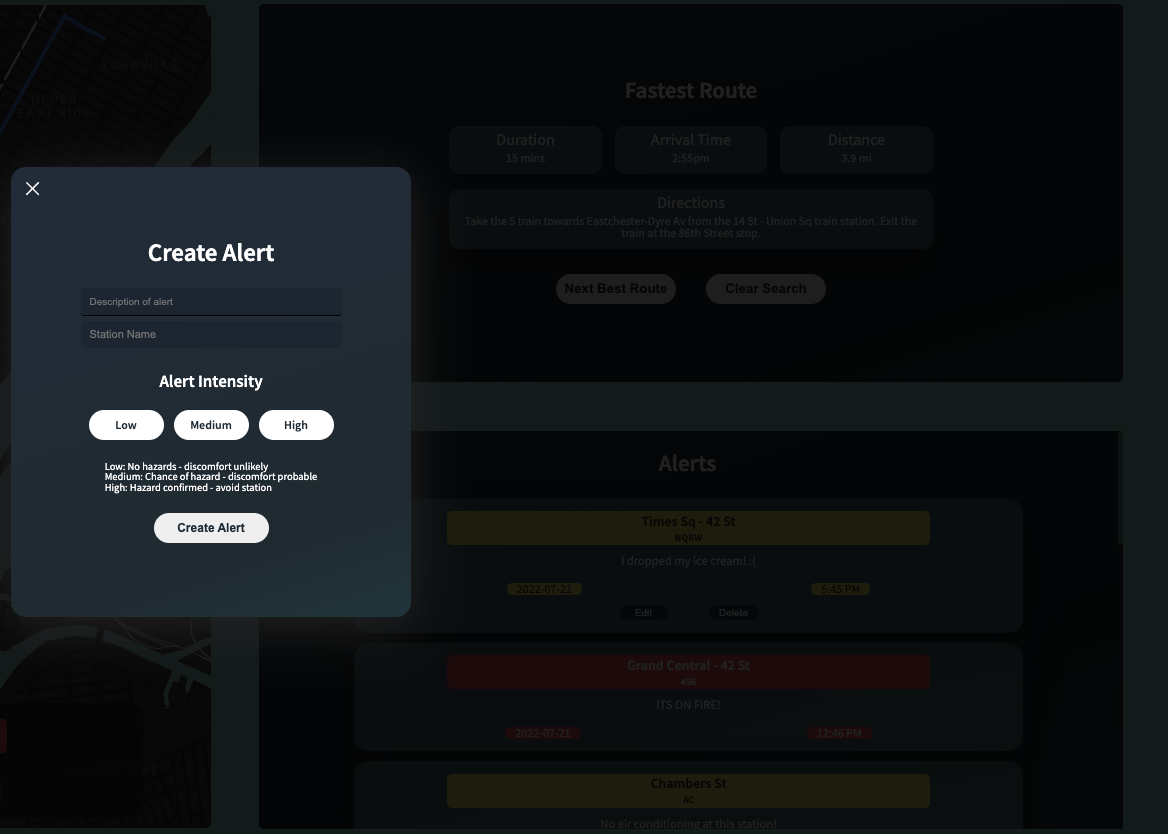 YORKVILLE
UPPER
EAST SIDE
Fastest Route
Duration
15 mins
Arrival Time
2:55pm
Distance
3.9 mi
Directions
Take the 5 train towards Eastchester-Dyre Av from the 14 St - Union Sq train station. Exit the
train at the 86th Street stop.
Next Best Route
Clear Search
Create Alert
Description of alert
Station Name
Alert Intensity
Low
Medium
High
Low: No hazards - discomfort unlikely
Medium: Chance of hazard - discomfort probable
High: Hazard confirmed - avoid station
Create Alert
Alerts
Times Sq - 42 St
NQRW
I dropped my ice cream! :(
2022-07-21
5:45 PM
Edit
Delete
Grand Central - 42 St
456
ITS ON FIRE!
2022-07-21
12:46 PM
Chambers St
AC
No air conditioning at this station!